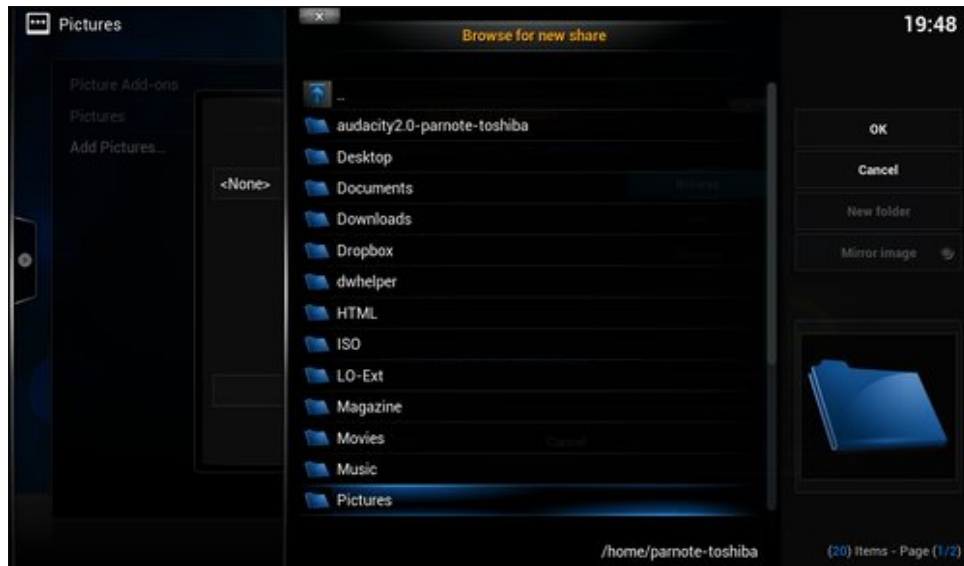 Pictures
Browse for new share
19:48
Picture Add-ons
Pictures
Add Pictures...
<None>
..
audacity2.0-parnote-toshiba
Desktop
Documents
Downloads
Dropbox
dwhelper
HTML
ISO
LO-Ext
Magazine
Movies
Music
Pictures
Browse
Cancel
OK
Cancel
New folder
Mirror image
/home/parnote-toshiba
(20) Items - Page (1/2)